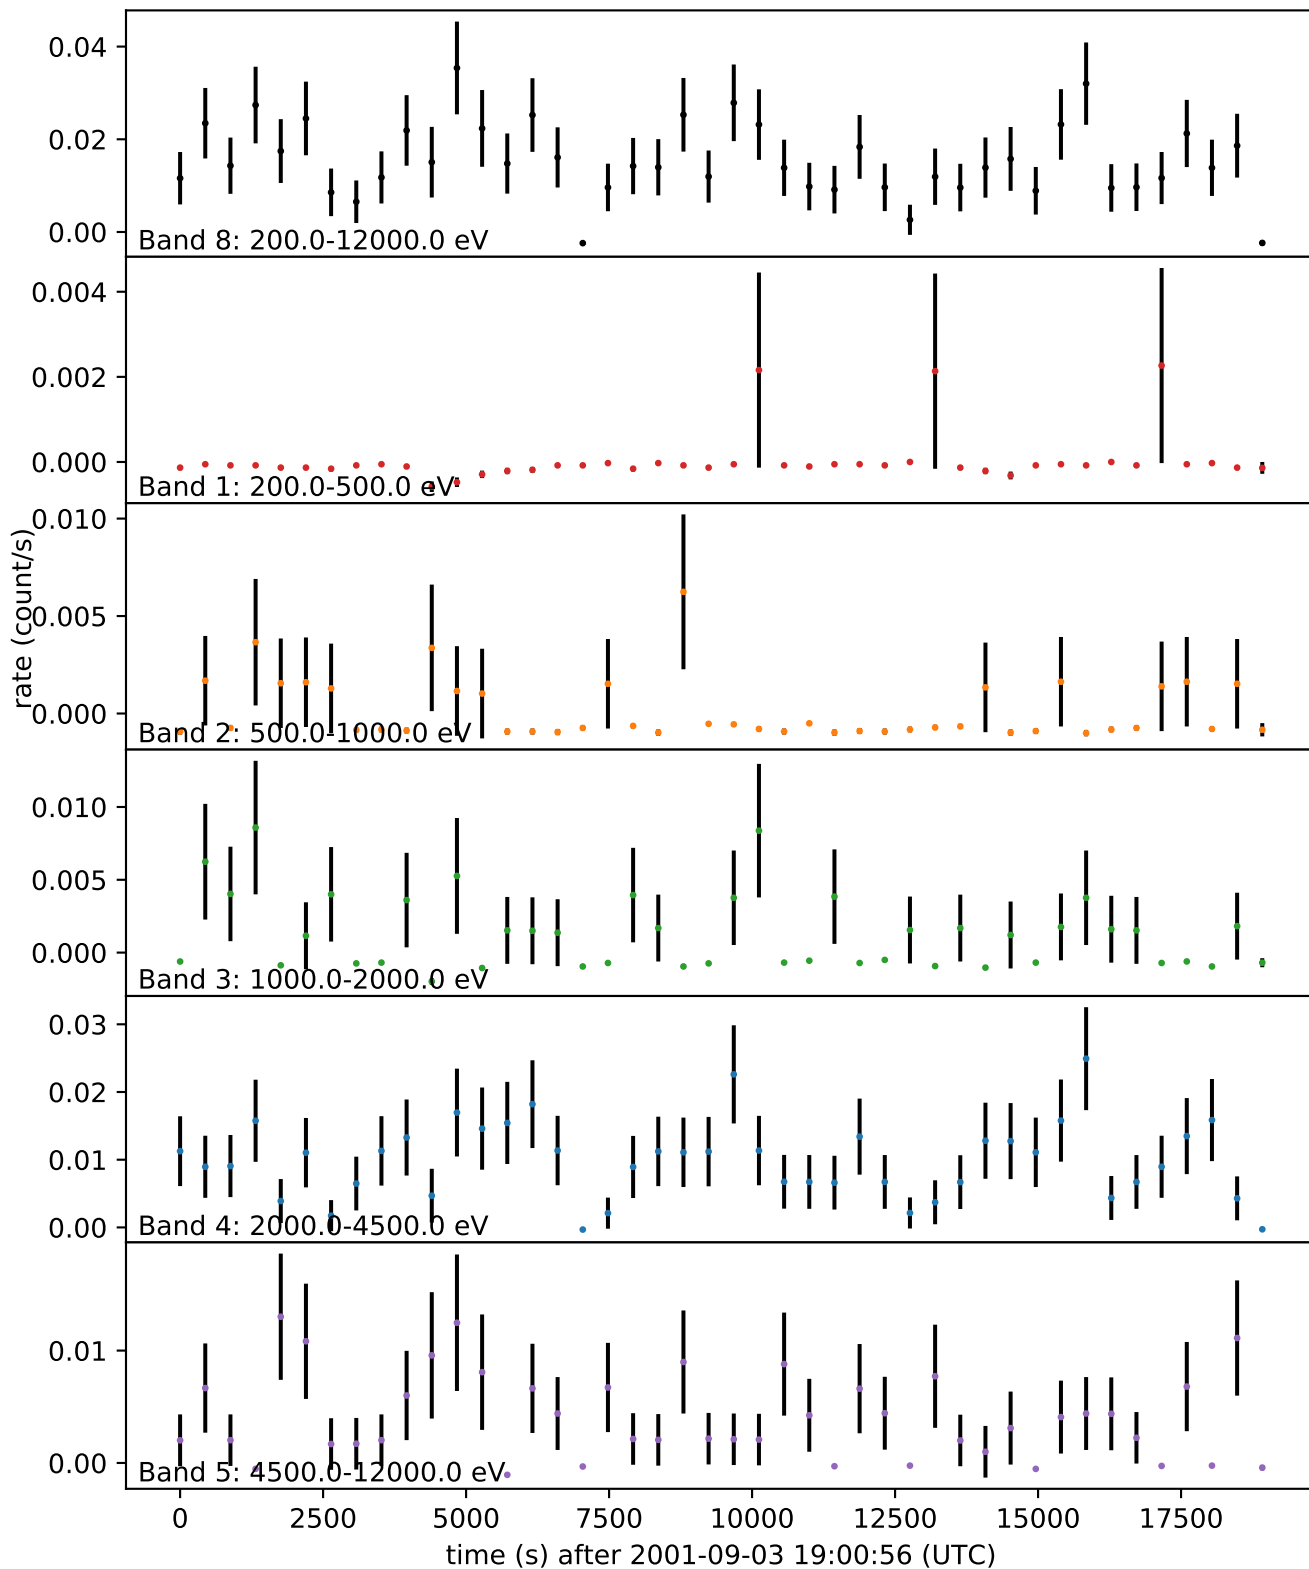 0.04
0.02
0.00
Band 8: 200.0-12000.0 eV
0.004
0.002
0.000
Band 1: 200.0-500.0 eV
rate (count/s)
0.010
0.005
0.000
Band 2: 500.0-1000.0 eV
0.010
0.005
0.000
Band 3: 1000.0-2000.0 eV
0.03
0.02
0.01
0.00
Band 4: 2000.0-4500.0 eV
0.01
0.00
Band 5: 4500.0-12000.0 eV
0 2500 5000 7500 10000 12500 15000 17500
time (s) after 2001-09-03 19:00:56 (UTC)